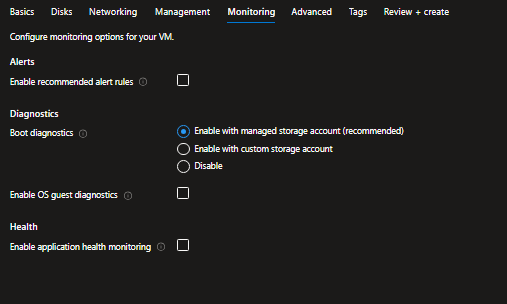 Basics Disks Networking Management Monitoring Advanced Tags Review + create
Configure monitoring options for your VM.
Alerts
Enable recommended alert rules
Diagnostics
Boot diagnostics
Enable with managed storage account (recommended)
Enable with custom storage account
Disable
Enable OS guest diagnostics
Health
Enable application health monitoring